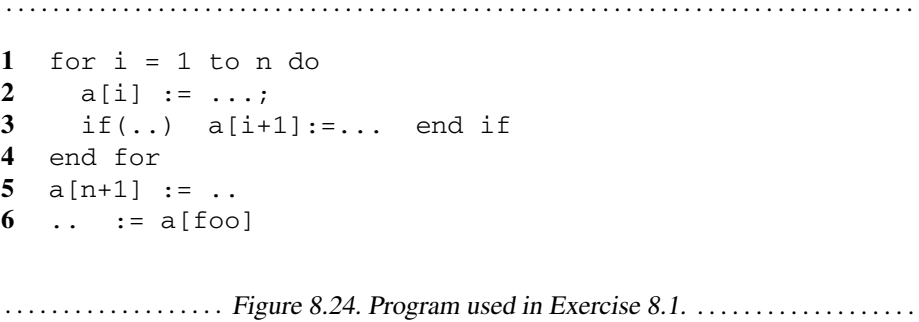 1 for i = 1 to n do
2 a[i] := ...;
3 if(..) a[i+1]:=... end if
4 end for
5 a[n+1] := ..
6 .. := a[foo]
Figure 8.24. Program used in Exercise 8.1.